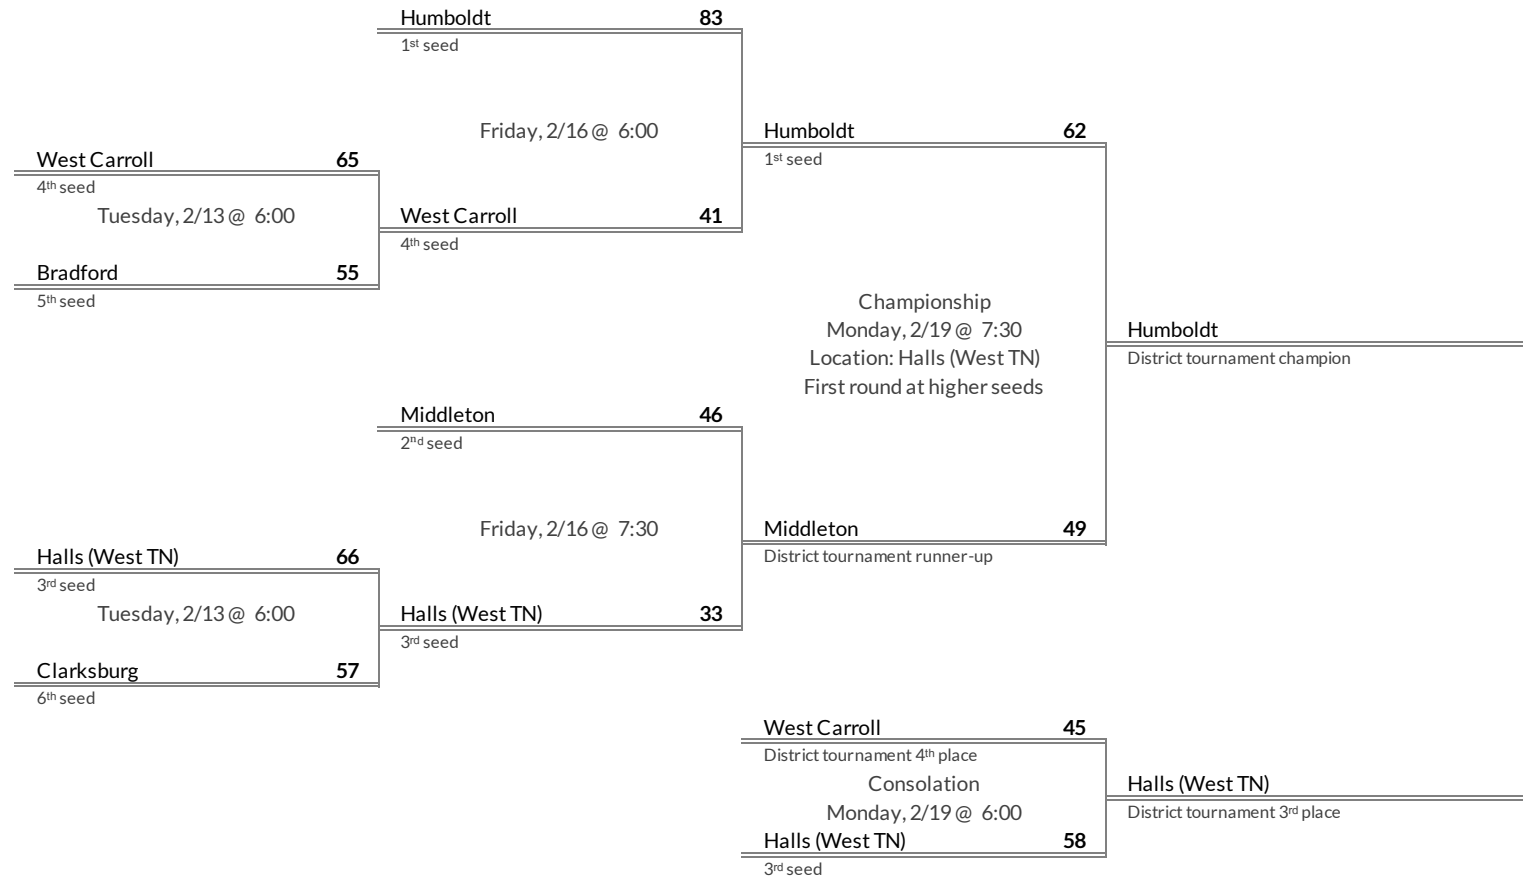 Humboldt 83
1st seed
Friday, 2/16 @ 6:00
Humboldt 62
1st seed
West Carroll 65
4th seed
Tuesday, 2/13 @ 6:00
West Carroll 41
4th seed
Bradford 55
5th seed
Championship
Monday, 2/19 @ 7:30
Location: Halls (West TN)
First round at higher seeds
Humboldt
District tournament champion
Middleton 46
2nd seed
Friday, 2/16 @ 7:30
Middleton 49
District tournament runner-up
Halls (West TN) 66
3rd seed
Tuesday, 2/13 @ 6:00
Halls (West TN) 33
3rd seed
Clarksburg 57
6th seed
West Carroll 45
District tournament 4th place
Consolation
Monday, 2/19 @ 6:00
Halls (West TN)
District tournament 3rd place
Halls (West TN) 58
3rd seed